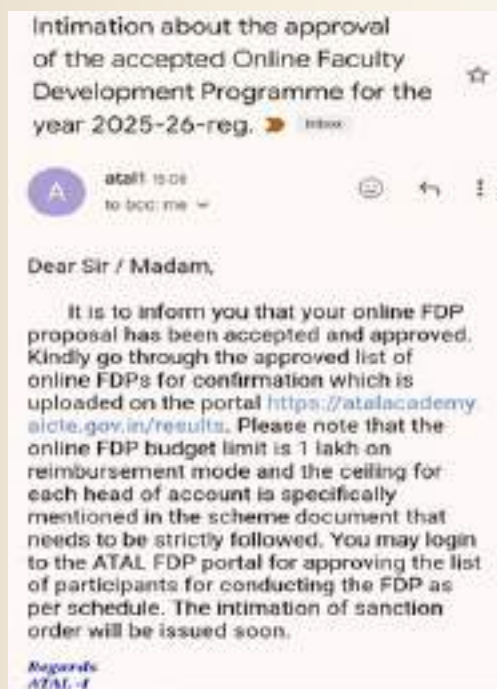 Intimation about the approval
of the accepted Online Faculty
Development Programme for the
year 2025-26-reg. Inbox
A
atal1 15:08
to bcc: me
Dear Sir / Madam,
It is to inform you that your online FDP
proposal has been accepted and approved.
Kindly go through the approved list of
online FDPs for confirmation which is
uploaded on the portal https://atalacademy.
aicte.gov.in/results. Please note that the
online FDP budget limit is 1 lakh on
reimbursement mode and the ceiling for
each head of account is specifically
mentioned in the scheme document that
needs to be strictly followed. You may login
to the ATAL FDP portal for approving the list
of participants for conducting the FDP as
per schedule. The intimation of sanction
order will be issued soon.
Regards
ATAL -I